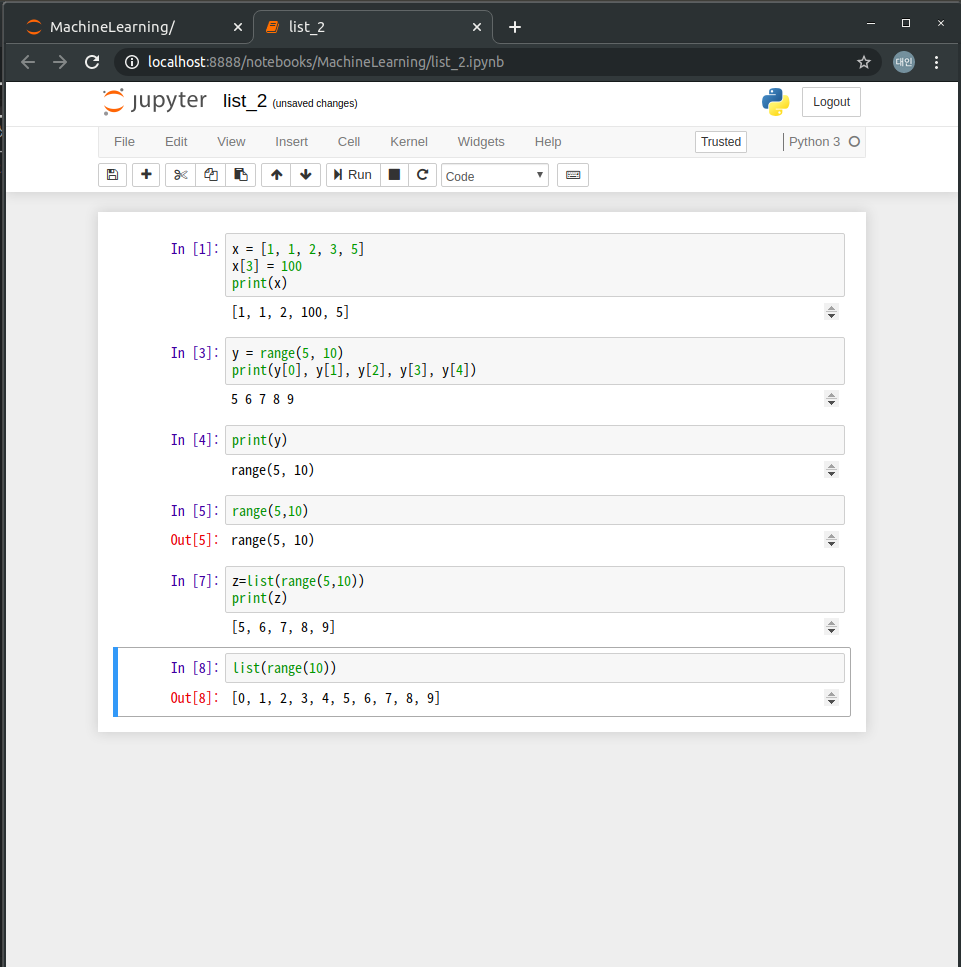 MachineLearning/
list_2
localhost:8888/notebooks/MachineLearning/list_2.ipynb
대인
jupyter list_2 (unsaved changes)
Logout
File Edit View Insert Cell Kernel Widgets Help
Trusted
Python 3
Run
Code
In [1]: x = [1, 1, 2, 3, 5]
x[3] = 100
print(x)
[1, 1, 2, 100, 5]
In [3]: y = range(5, 10)
print(y[0], y[1], y[2], y[3], y[4])
5 6 7 8 9
In [4]: print(y)
range(5, 10)
In [5]: range(5,10)
Out[5]: range(5, 10)
In [7]: z=list(range(5,10))
print(z)
[5, 6, 7, 8, 9]
In [8]: list(range(10))
Out[8]: [0, 1, 2, 3, 4, 5, 6, 7, 8, 9]